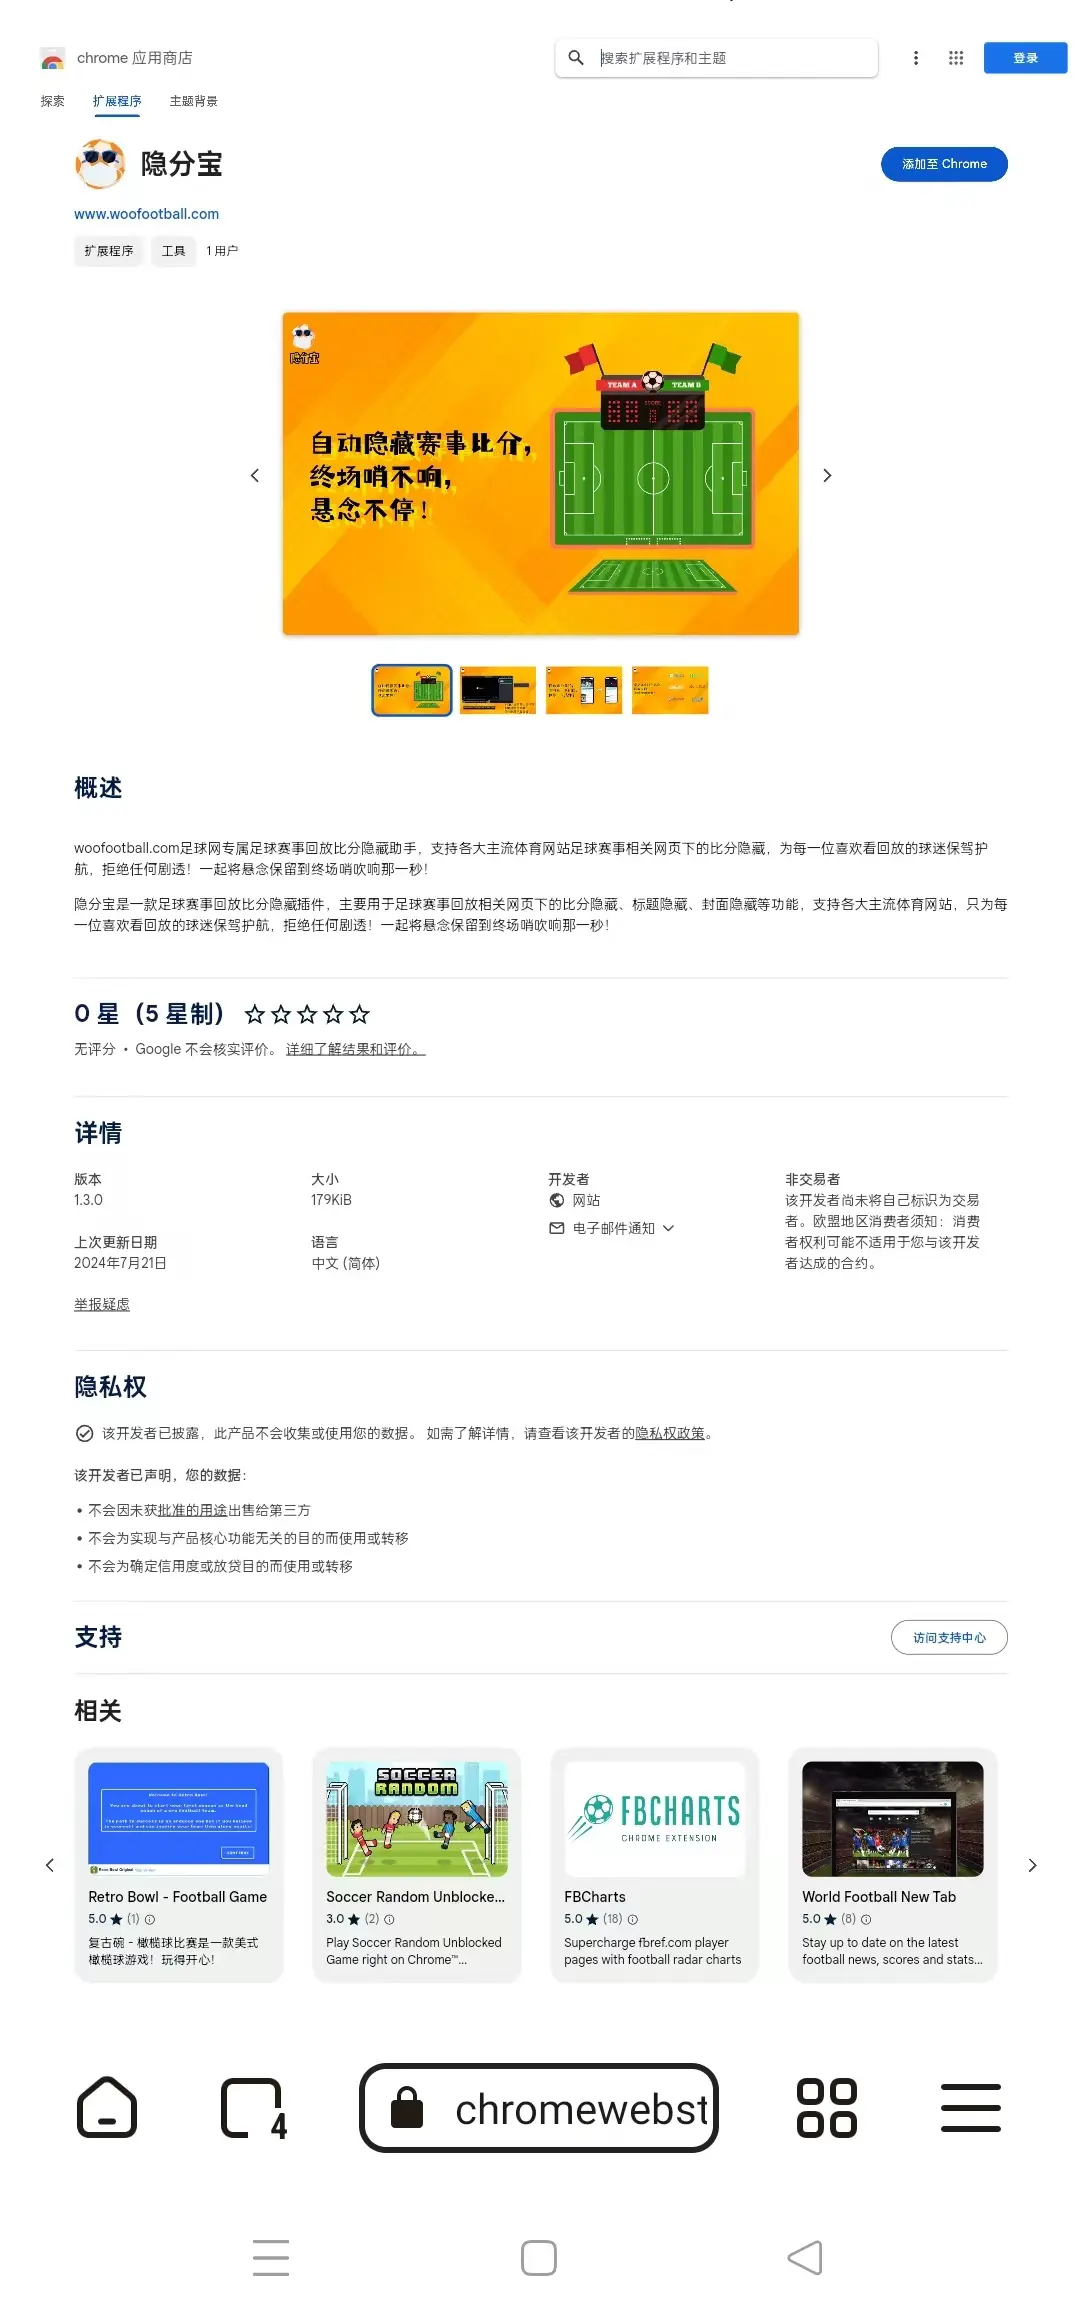 chrome 应用商店
搜索扩展程序和主题
登录
探索
扩展程序
主题背景
隐分宝
添加至 Chrome
www.woofootball.com
扩展程序
工具
1 用户
隐分宝
TEAM A
TEAM B
SCORE
自动隐藏赛事比分，
终场哨不响，
悬念不停！
概述
woofootball.com足球网专属足球赛事回放比分隐藏助手，支持各大主流体育网站足球赛事相关网页下的比分隐藏，为每一位喜欢看回放的球迷保驾护
航，拒绝任何剧透！一起将悬念保留到终场哨吹响那一秒！
隐分宝是一款足球赛事回放比分隐藏插件，主要用于足球赛事回放相关网页下的比分隐藏、标题隐藏、封面隐藏等功能，支持各大主流体育网站，只为每
一位喜欢看回放的球迷保驾护航，拒绝任何剧透！一起将悬念保留到终场哨吹响那一秒！
0 星（5 星制）
无评分 • Google 不会核实评价。 详细了解结果和评价。
详情
版本
1.3.0
大小
179KiB
开发者
网站
电子邮件通知
非交易者
该开发者尚未将自己标识为交易
者。欧盟地区消费者须知：消费
者权利可能不适用于您与该开发
者达成的合约。
上次更新日期
2024年7月21日
语言
中文 (简体)
举报疑虑
隐私权
该开发者已披露，此产品不会收集或使用您的数据。 如需了解详情，请查看该开发者的隐私权政策。
该开发者已声明，您的数据：
• 不会因未获批准的用途出售给第三方
• 不会为实现与产品核心功能无关的目的而使用或转移
• 不会为确定信用度或放贷目的而使用或转移
支持
访问支持中心
相关
SOCCER
RANDOM
FBCHARTS
CHROME EXTENSION
Retro Bowl - Football Game
5.0 ★ (1)
复古碗 - 橄榄球比赛是一款美式
橄榄球游戏！玩得开心！
Soccer Random Unblocke...
3.0 ★ (2)
Play Soccer Random Unblocked
Game right on Chrome™...
FBCharts
5.0 ★ (18)
Supercharge fbref.com player
pages with football radar charts
World Football New Tab
5.0 ★ (8)
Stay up to date on the latest
football news, scores and stats...
4
chromewebst